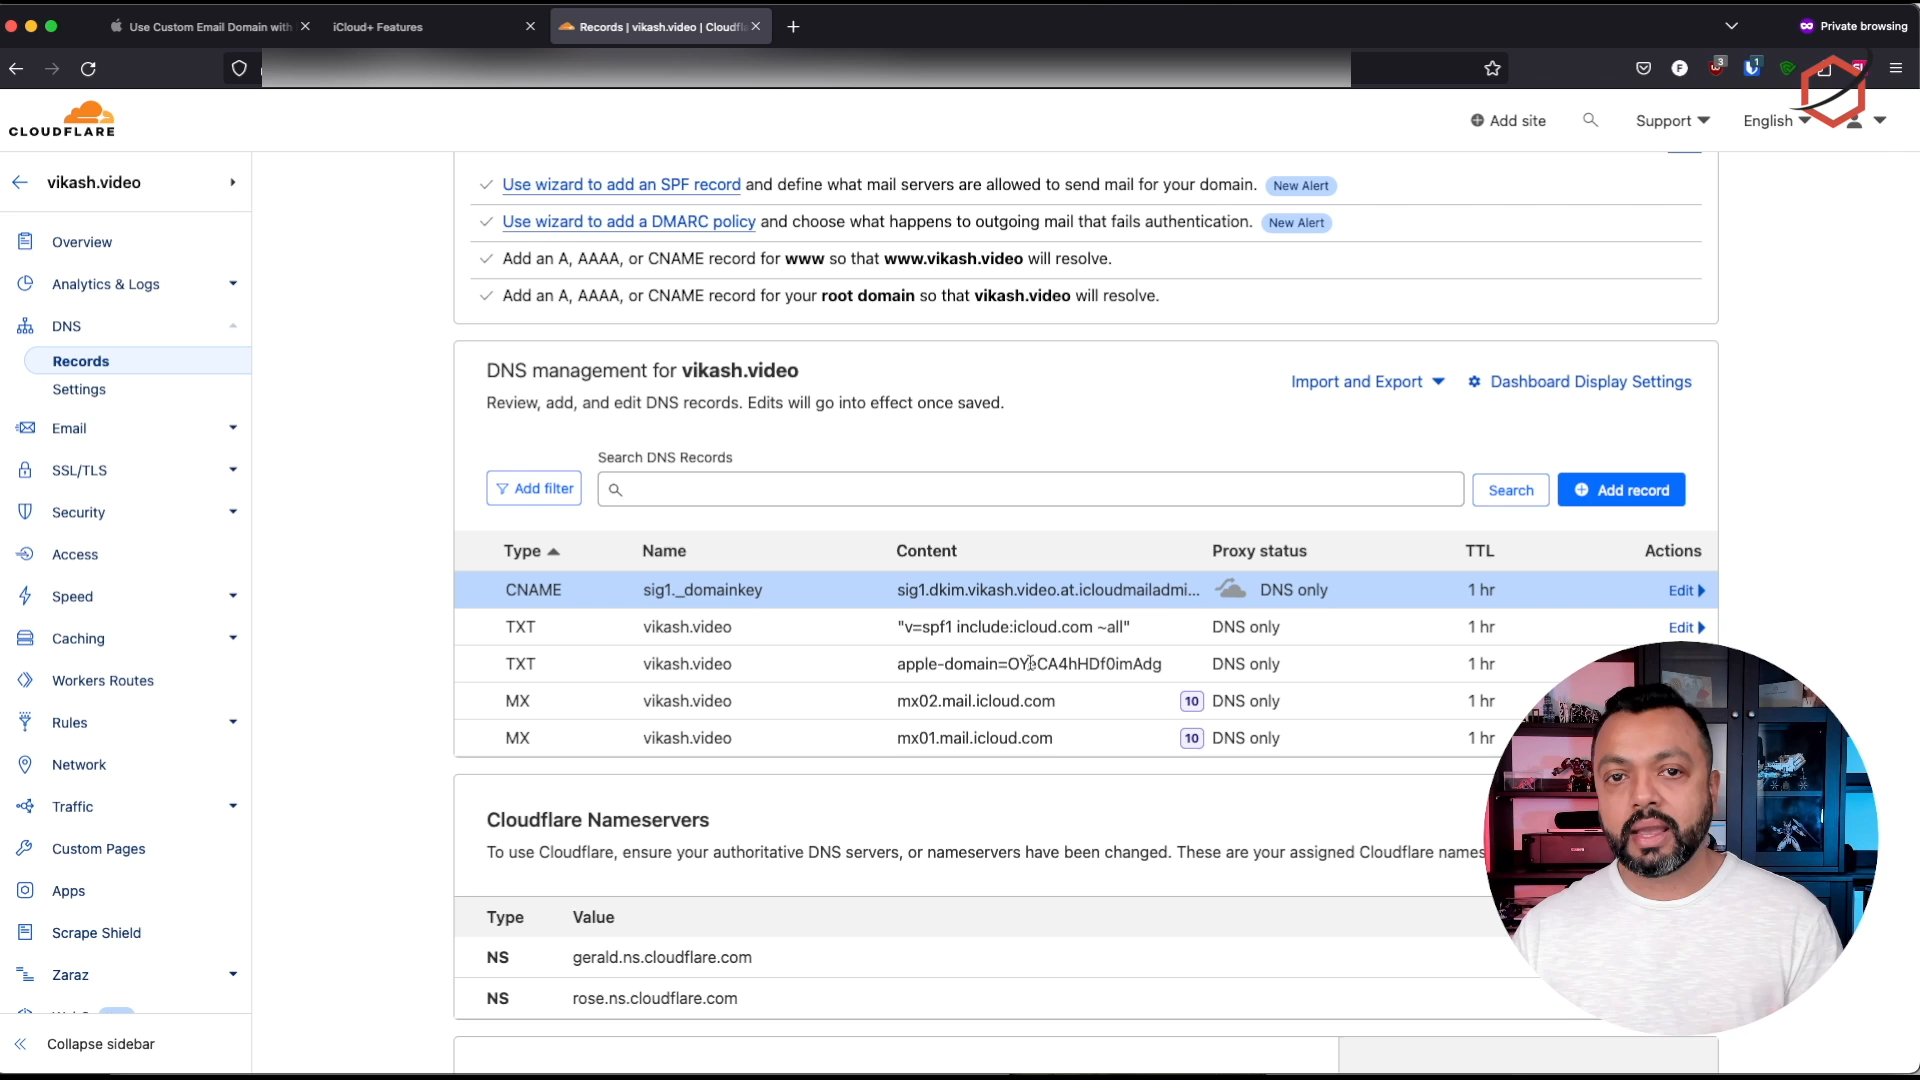 Use Custom Email Domain with
iCloud+ Features
Records | vikash.video | Cloudfl
Private browsing
F
3
1
CLOUDFLARE
Add site
Support
English
vikash.video
Overview
Analytics & Logs
DNS
Records
Settings
Email
SSL/TLS
Security
Access
Speed
Caching
Workers Routes
Rules
Network
Traffic
Custom Pages
Apps
Scrape Shield
Zaraz
Collapse sidebar
Use wizard to add an SPF record and define what mail servers are allowed to send mail for your domain. New Alert
Use wizard to add a DMARC policy and choose what happens to outgoing mail that fails authentication. New Alert
Add an A, AAAA, or CNAME record for www so that www.vikash.video will resolve.
Add an A, AAAA, or CNAME record for your root domain so that vikash.video will resolve.
DNS management for vikash.video
Import and Export
Dashboard Display Settings
Review, add, and edit DNS records. Edits will go into effect once saved.
Search DNS Records
Add filter
Search
Add record
Type Name Content Proxy status TTL Actions
CNAME sig1._domainkey sig1.dkim.vikash.video.at.icloudmailadmi... DNS only 1 hr Edit
TXT vikash.video "v=spf1 include:icloud.com ~all" DNS only 1 hr Edit
TXT vikash.video DNS only 1 hr
MX vikash.video mx02.mail.icloud.com 10 DNS only 1 hr
MX vikash.video mx01.mail.icloud.com 10 DNS only 1 hr
Cloudflare Nameservers
To use Cloudflare, ensure your authoritative DNS servers, or nameservers have been changed. These are your assigned Cloudflare names
Type Value
NS gerald.ns.cloudflare.com
NS rose.ns.cloudflare.com